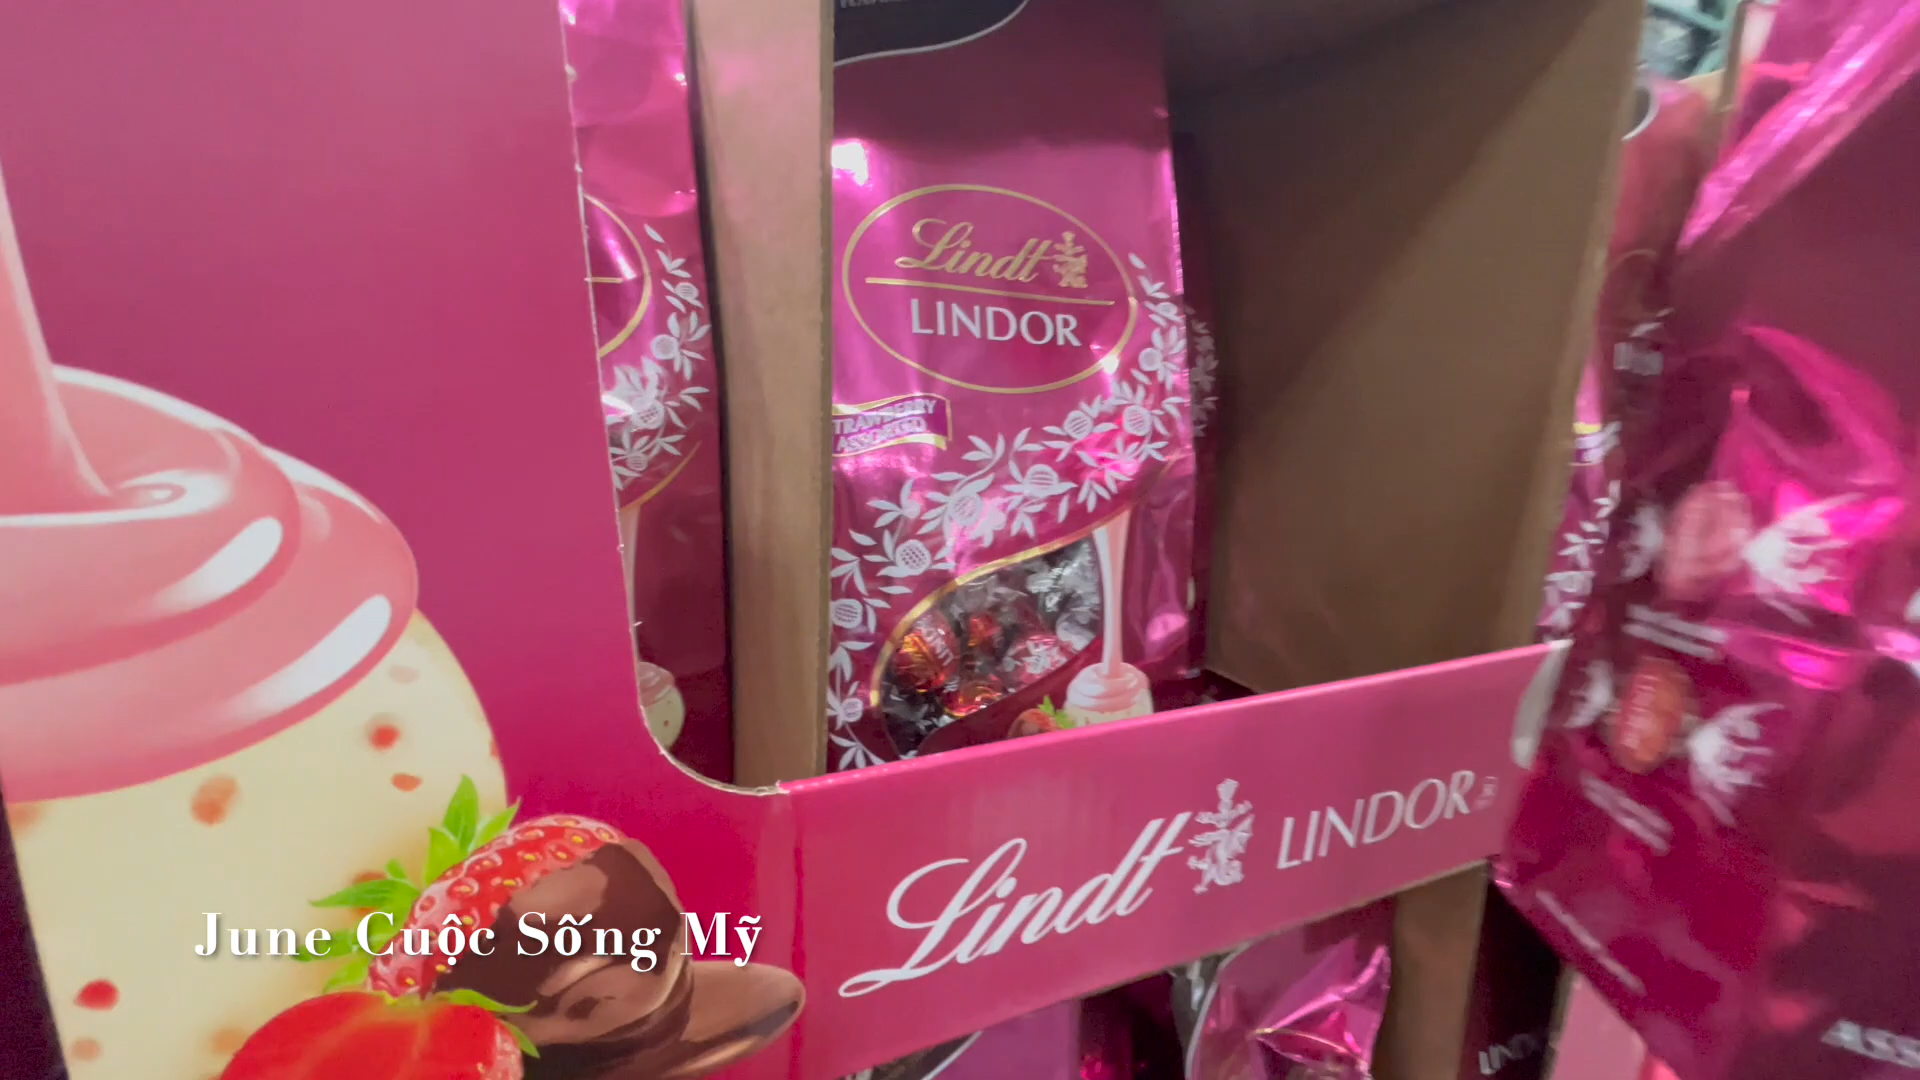 Lindt
LINDOR
STRAWBERRY
ASSORTED
Lindt LINDOR
June Cuộc Sống Mỹ